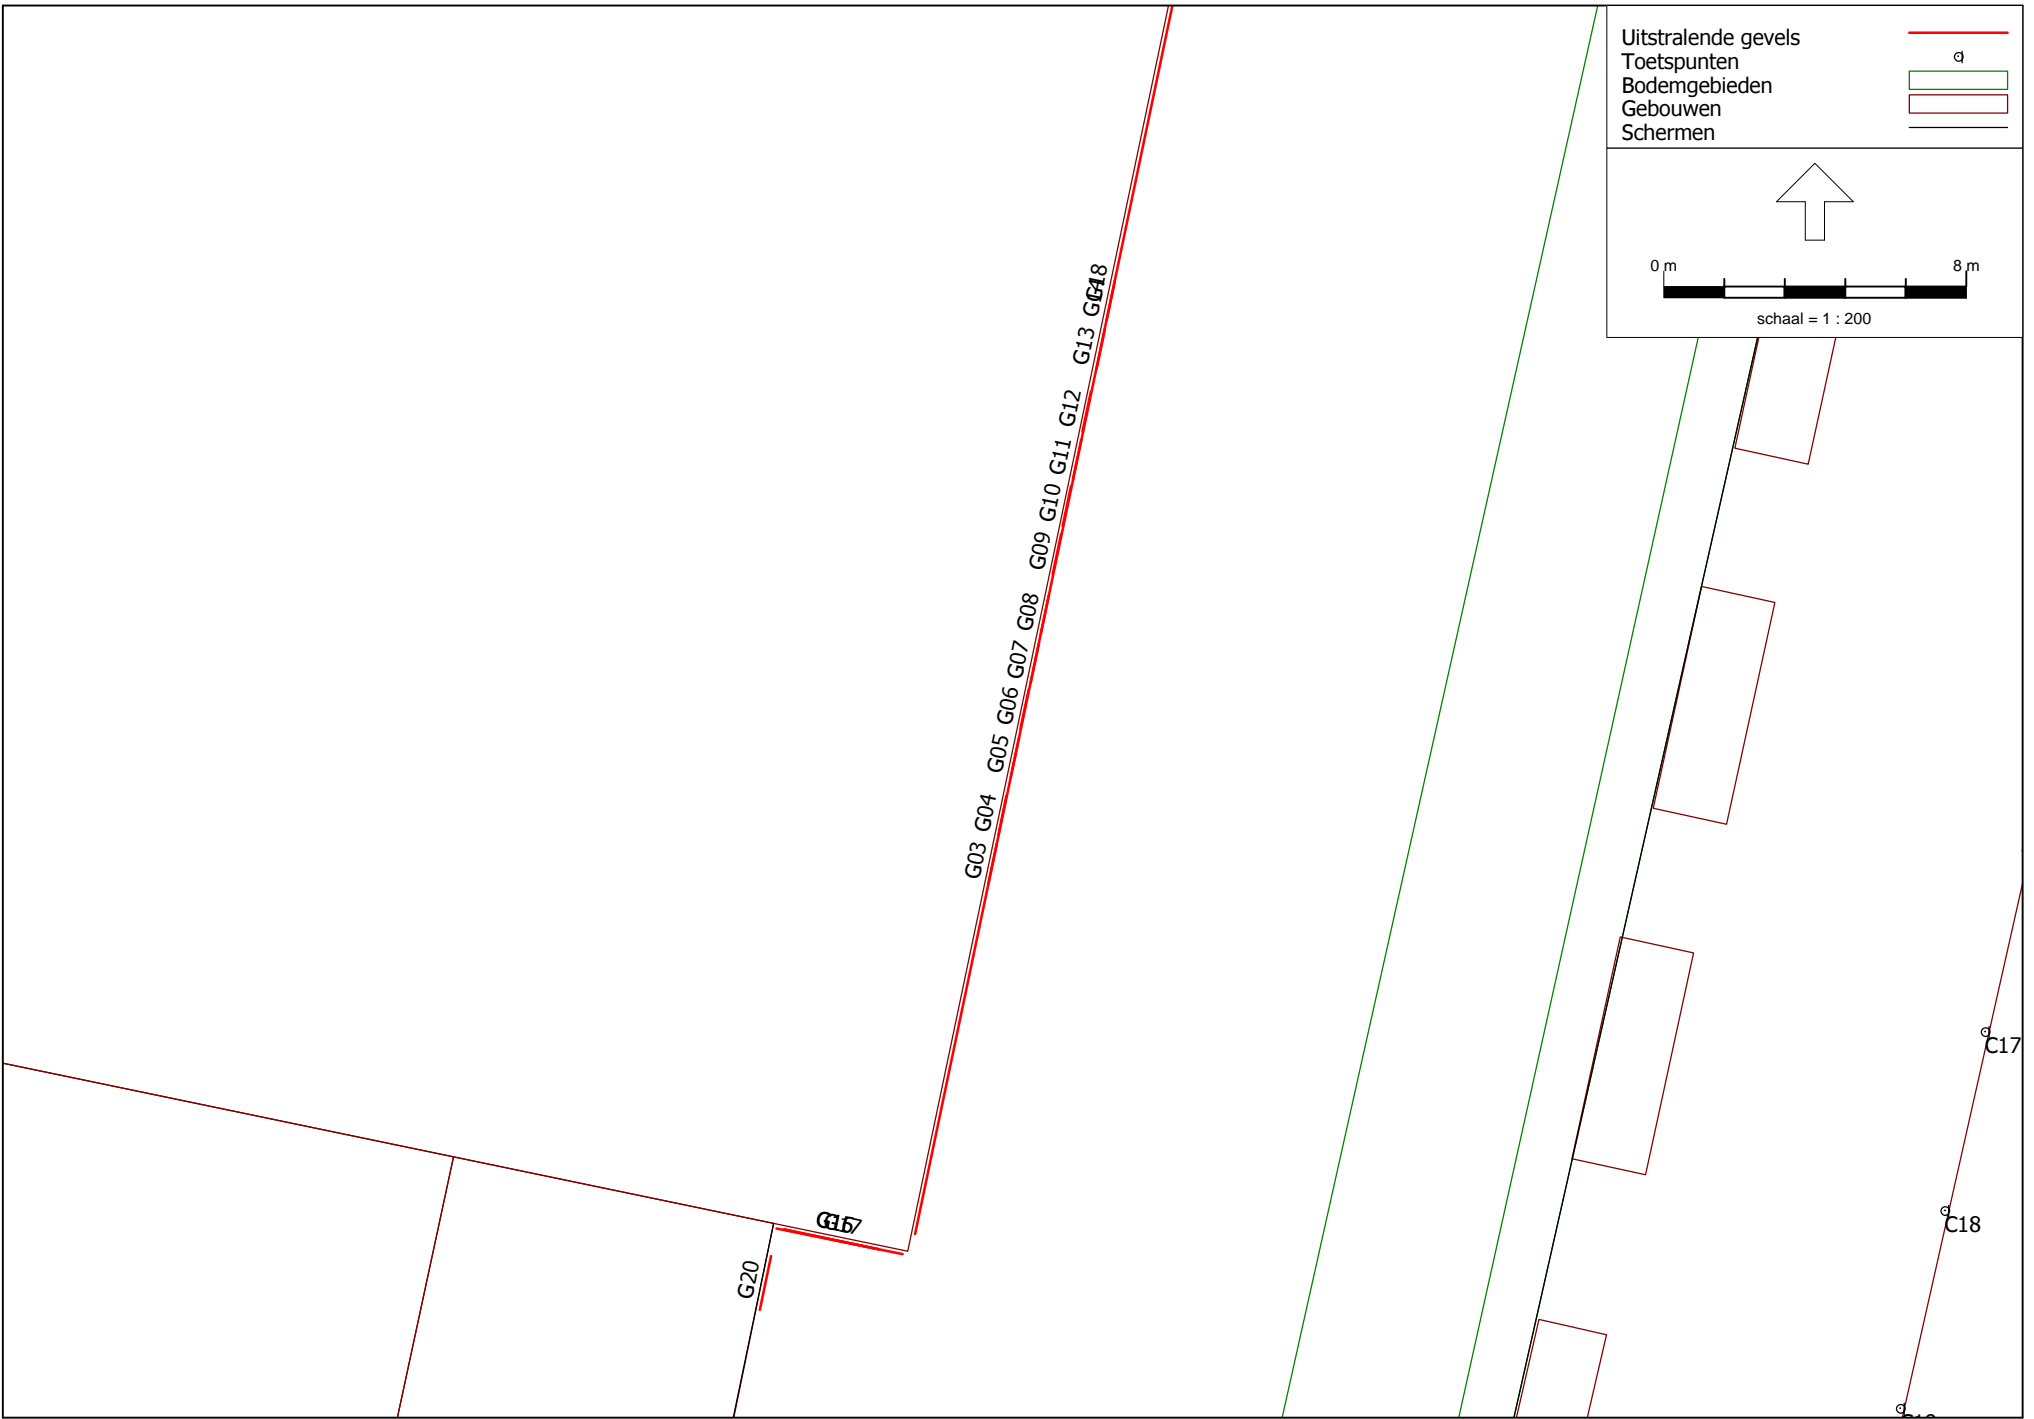 Uitstralende gevels
Toetspunten
Bodemgebieden
Gebouwen
Schermen
0 m 8 m
schaal = 1 : 200
G13
G12
G11
G10
G09
G08
G07
G06
G05
G04
G03
G20
C17
C18